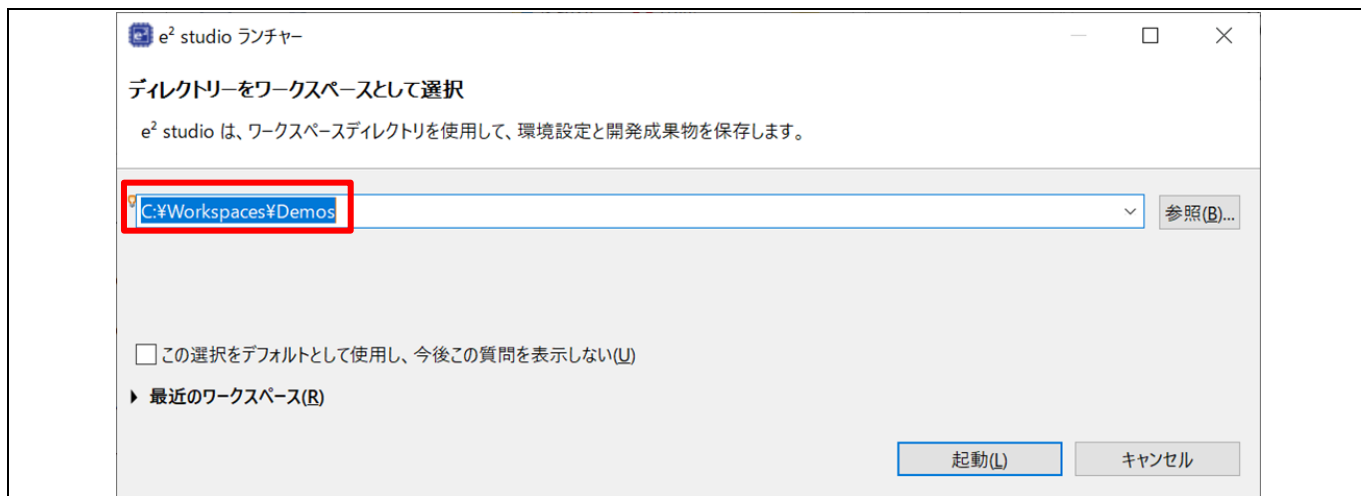 e² studio ランチャー
ディレクトリーをワークスペースとして選択
e² studio は、ワークスペースディレクトリを使用して、環境設定と開発成果物を保存します。
C:¥Workspaces¥Demos
参照(B)...
この選択をデフォルトとして使用し、今後この質問を表示しない(U)
最近のワークスペース(R)
起動(L)
キャンセル